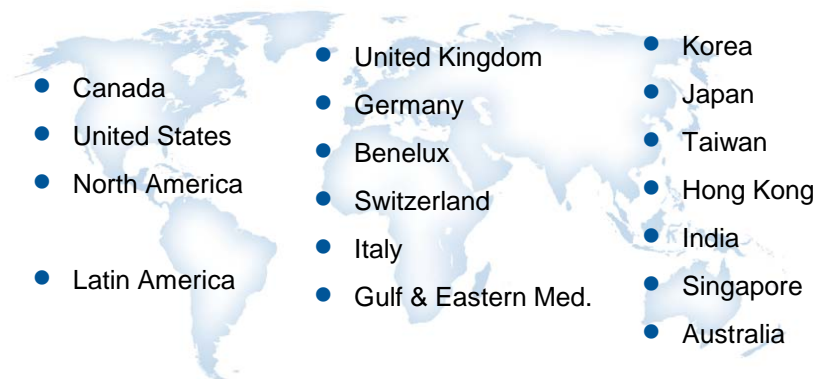 Canada
United States
North America
Latin America
United Kingdom
Germany
Benelux
Switzerland
Italy
Gulf & Eastern Med.
Korea
Japan
Taiwan
Hong Kong
India
Singapore
Australia